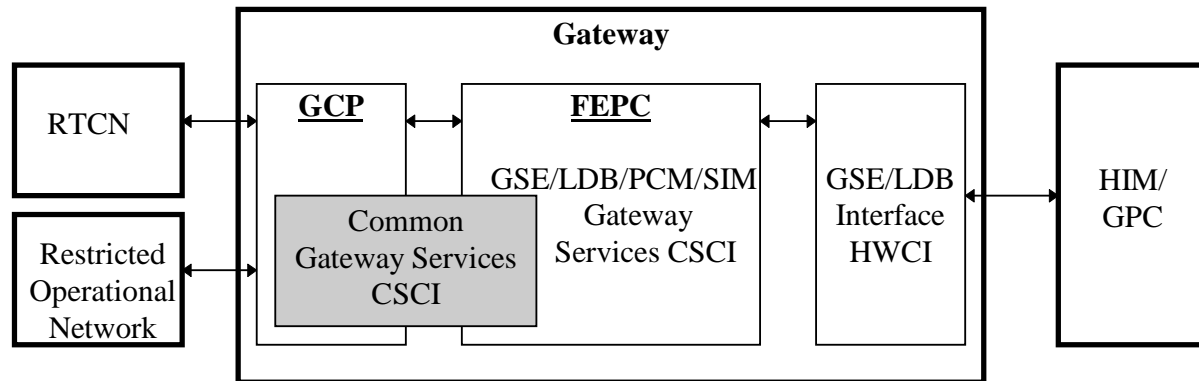 Gateway
RTCN
GCP
FEPC
GSE/LDB/PCM/SIM
Gateway
Services CSCI
GSE/LDB
Interface
HWCI
HIM/
GPC
Common
Gateway Services
CSCI
Restricted
Operational
Network